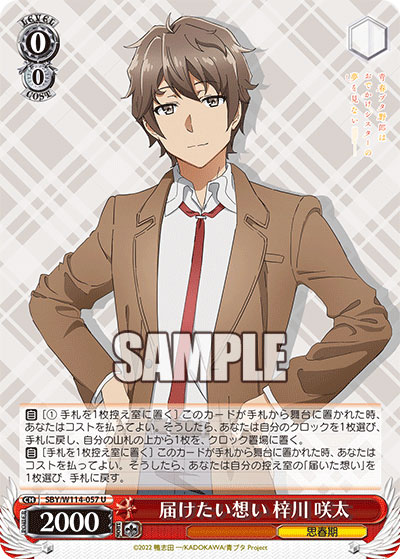 LEVEL
0
0
COST
青春ブタ野郎は
おでかけシスターの
夢を見ない
SAMPLE
自 [① 手札を1枚控え室に置く] このカードが手札から舞台に置かれた時、
あなたはコストを払ってよい。そうしたら、あなたは自分のクロックを1枚選び、
手札に戻し、自分の山札の上から1枚を、クロック置場に置く。
自 [手札を1枚控え室に置く] このカードが手札から舞台に置かれた時、あなたは
コストを払ってよい。そうしたら、あなたは自分の控え室の「届いた想い」を
1枚選び、手札に戻す。
CH SBY/W114-057 U
届けたい想い 梓川 咲太
2000
思春期
©2022 鴨志田 一/KADOKAWA/青ブタ Project